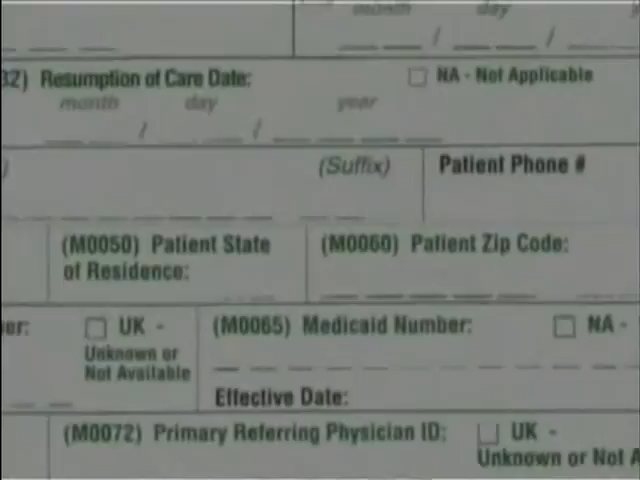 month day
/ /
32) Resumption of Care Date: NA - Not Applicable
month day year
/ /
) (Suffix) Patient Phone #
(M0050) Patient State
of Residence:
(M0060) Patient Zip Code:
er: UK -
Unknown or
Not Available
(M0065) Medicaid Number: NA -
Effective Date:
(M0072) Primary Referring Physician ID: UK -
Unknown or Not A